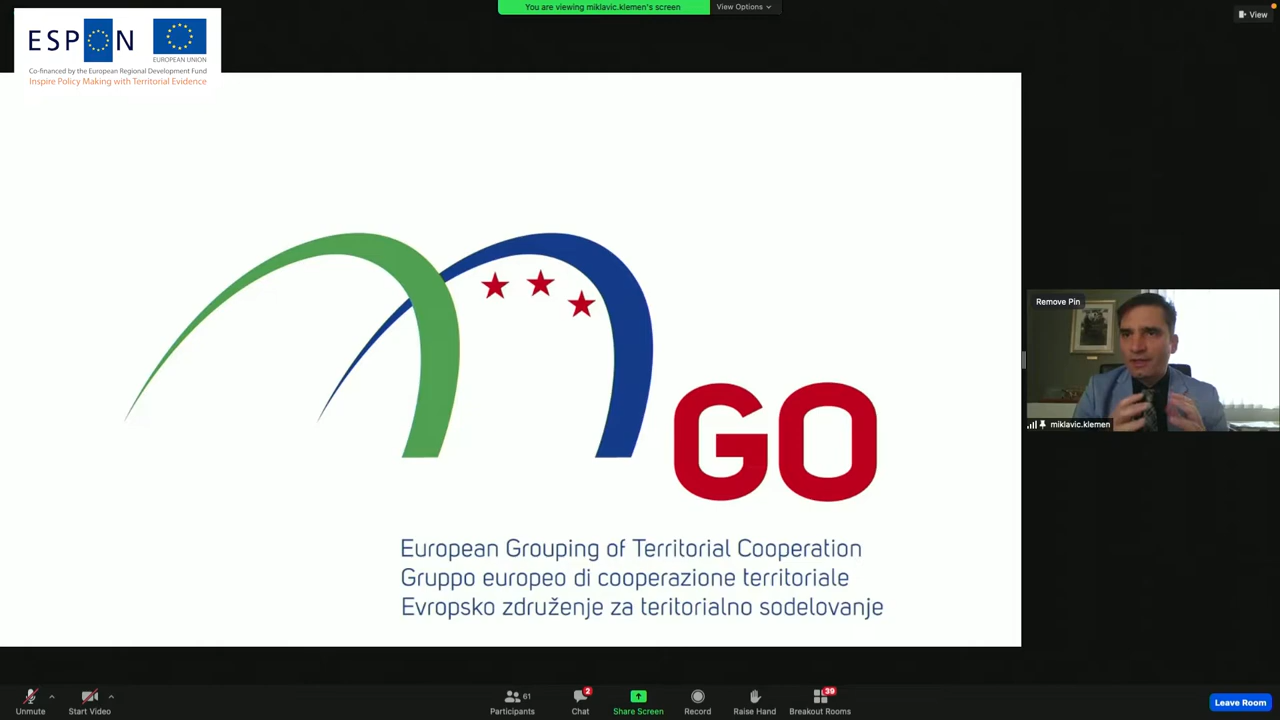 You are viewing miklavic.klemen's screen
View Options
View
ESPON
EUROPEAN UNION
Co-financed by the European Regional Development Fund
Inspire Policy Making with Territorial Evidence
GO
European Grouping of Territorial Cooperation
Gruppo europeo di cooperazione territoriale
Evropsko združenje za teritorialno sodelovanje
Remove Pin
miklavic.klemen
61
2
39
Unmute
Start Video
Participants
Chat
Share Screen
Record
Raise Hand
Breakout Rooms
Leave Room